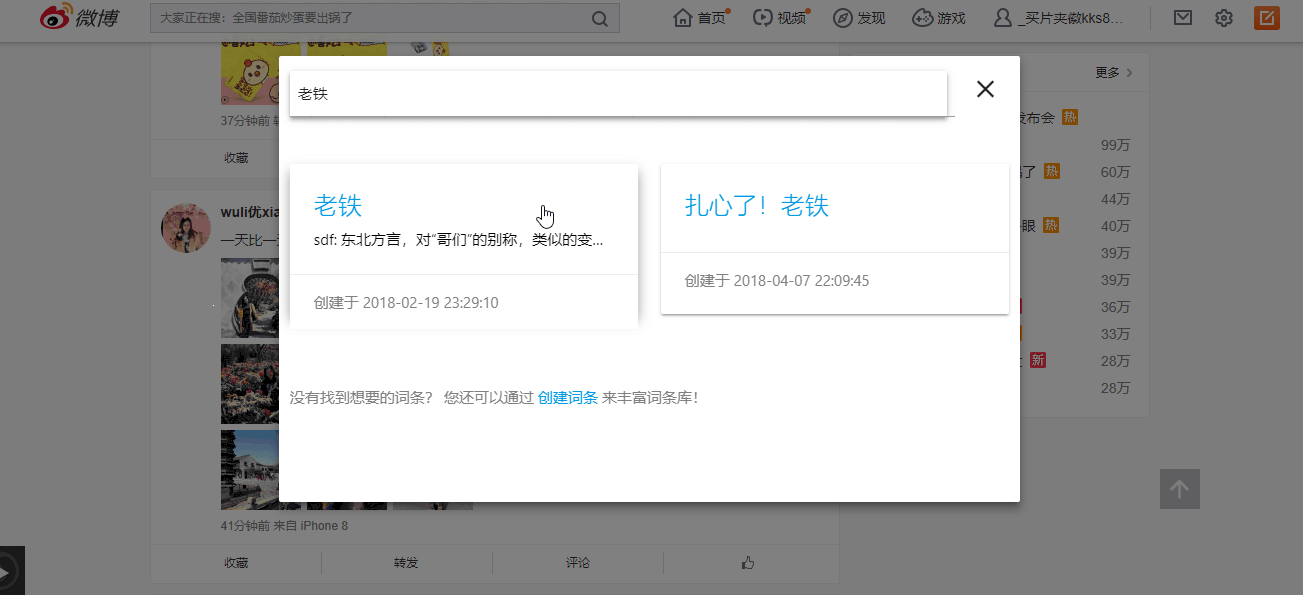 微博
大家正在搜：全国番茄炒蛋要出锅了
首页
视频
发现
游戏
_买片夹徽kks8...
更多
老铁
37分钟前
收藏
布会 热
99万
了 热
60万
44万
眼 热
40万
39万
39万
36万
33万
新
28万
28万
老铁
sdf: 东北方言，对“哥们”的别称，类似的变...
创建于 2018-02-19 23:29:10
扎心了！老铁
创建于 2018-04-07 22:09:45
wuli优xia
一天比一
没有找到想要的词条？ 您还可以通过 创建词条 来丰富词条库！
41分钟前 来自 iPhone 8
收藏
转发
评论